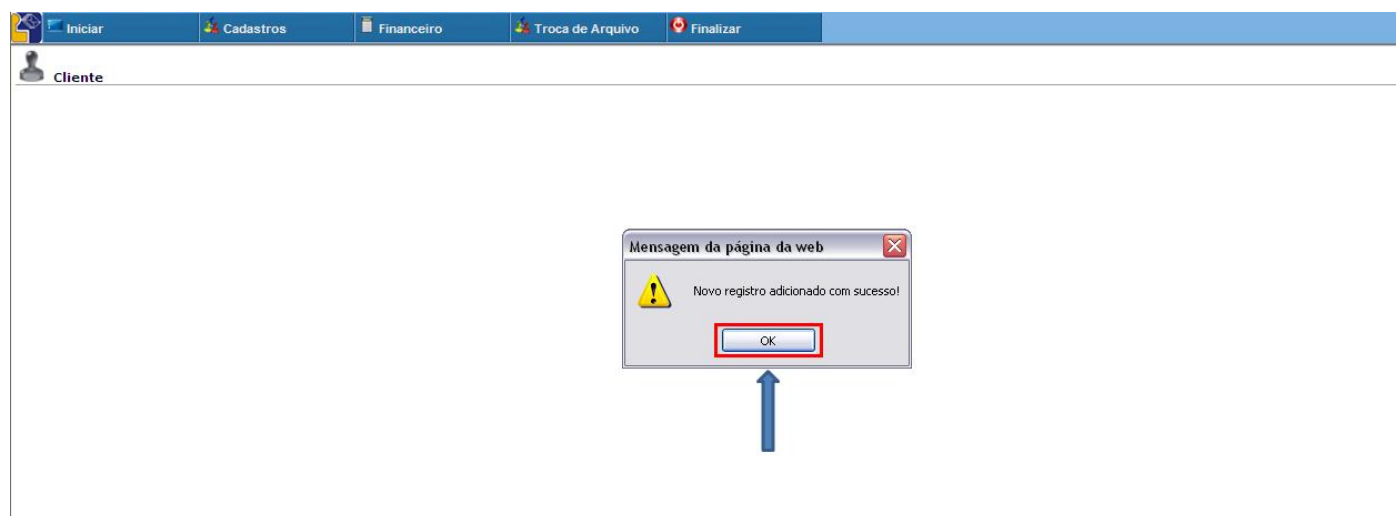 Iniciar Cadastros Financeiro Troca de Arquivo Finalizar
Cliente
Mensagem da página da web
Novo registro adicionado com sucesso!
OK